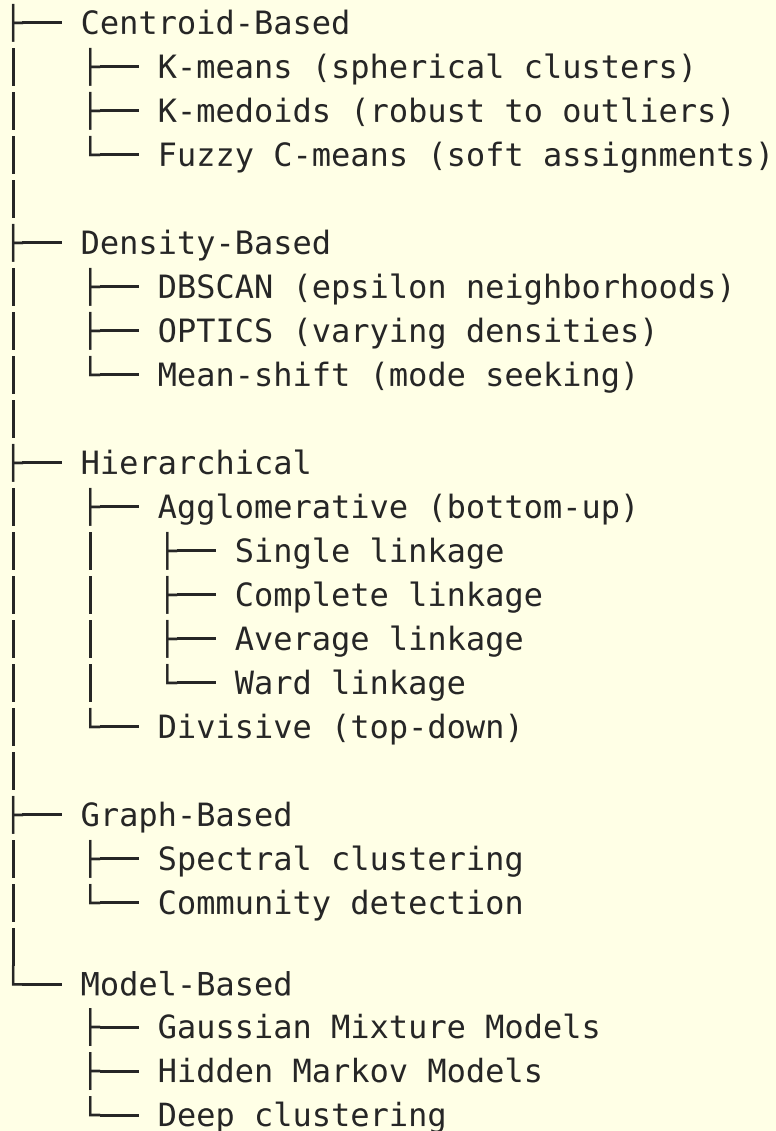 ├── Centroid-Based
│   ├── K-means (spherical clusters)
│   ├── K-medoids (robust to outliers)
│   └── Fuzzy C-means (soft assignments)
│
├── Density-Based
│   ├── DBSCAN (epsilon neighborhoods)
│   ├── OPTICS (varying densities)
│   └── Mean-shift (mode seeking)
│
├── Hierarchical
│   ├── Agglomerative (bottom-up)
│   │   ├── Single linkage
│   │   ├── Complete linkage
│   │   ├── Average linkage
│   │   └── Ward linkage
│   └── Divisive (top-down)
│
├── Graph-Based
│   ├── Spectral clustering
│   └── Community detection
│
└── Model-Based
    ├── Gaussian Mixture Models
    ├── Hidden Markov Models
    └── Deep clustering